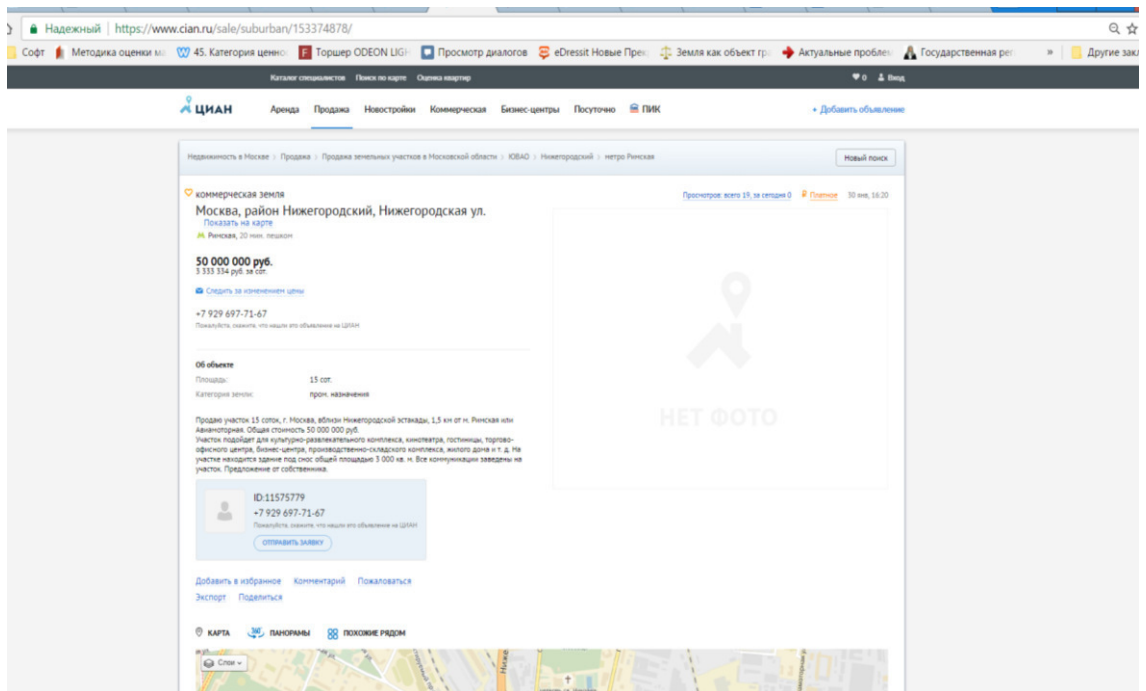 Надежный | https://www.cian.ru/sale/suburban/153374878/
Софт Методика оценки ма 45. Категория ценно Торшер ODEON LIGH Просмотр диалогов eDressit Новые Прек Земля как объект гр Актуальные проблем Государственная рег » Другие закл
Каталог специалистов Поиск по карте Оценка квартир 0 Вход
ЦИАН Аренда Продажа Новостройки Коммерческая Бизнес-центры Посуточно ПИК + Добавить объявление
Недвижимость в Москве > Продажа > Продажа земельных участков в Московской области > ЮВАО > Нижегородский > метро Римская Новый поиск
коммерческая земля Просмотров: всего 19, за сегодня 0 Платное 30 янв, 16:20
Москва, район Нижегородский, Нижегородская ул.
Показать на карте
Римская, 20 мин. пешком
50 000 000 руб.
3 333 334 руб. за сот.
Следить за изменением цены
+7 929 697-71-67
Пожалуйста, скажите, что нашли это объявление на ЦИАН
НЕТ ФОТО
Об объекте
Площадь: 15 сот.
Категория земли: пром. назначения
Продаю участок 15 соток, г. Москва, вблизи Нижегородской эстакады, 1,5 км от м. Римская или
Авиамоторная. Общая стоимость 50 000 000 руб.
Участок подойдет для культурно-развлекательного комплекса, кинотеатра, гостиницы, торгово-
офисного центра, бизнес-центра, производственно-складского комплекса, жилого дома и т. д. На
участке находится здание под снос общей площадью 3 000 кв. м. Все коммуникации заведены на
участок. Предложение от собственника.
ID:11575779
+7 929 697-71-67
Пожалуйста, скажите, что нашли это объявление на ЦИАН
ОТПРАВИТЬ ЗАЯВКУ
Добавить в избранное Комментарий Пожаловаться
Экспорт Поделиться
КАРТА 360° ПАНОРАМЫ ПОХОЖИЕ РЯДОМ
Слои
Ниже